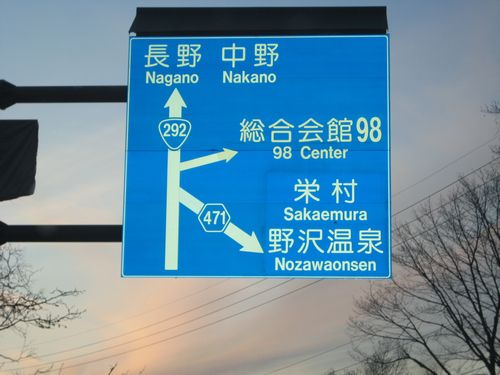 長野 中野
Nagano Nakano
292
総合会館98
98 Center
栄村
Sakaemura
471
野沢温泉
Nozawaonsen